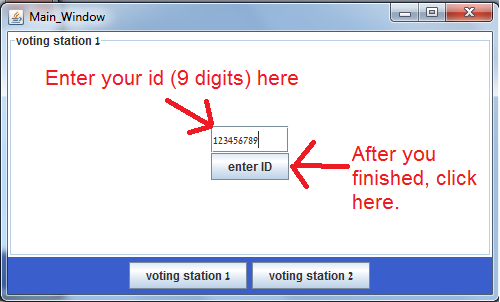 Main_Window
voting station 1
Enter your id (9 digits) here
123456789
enter ID
After you
finished, click
here.
voting station 1
voting station 2